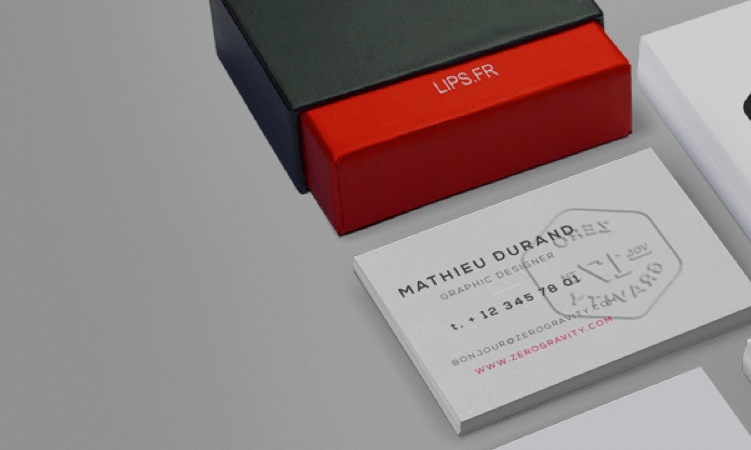 LIPS.FR
MATHIEU DURAND
GRAPHIC DESIGNER
t. + 12 345 78 01
BONJOUR@ZEROGRAVITY.COM
WWW.ZEROGRAVITY.COM